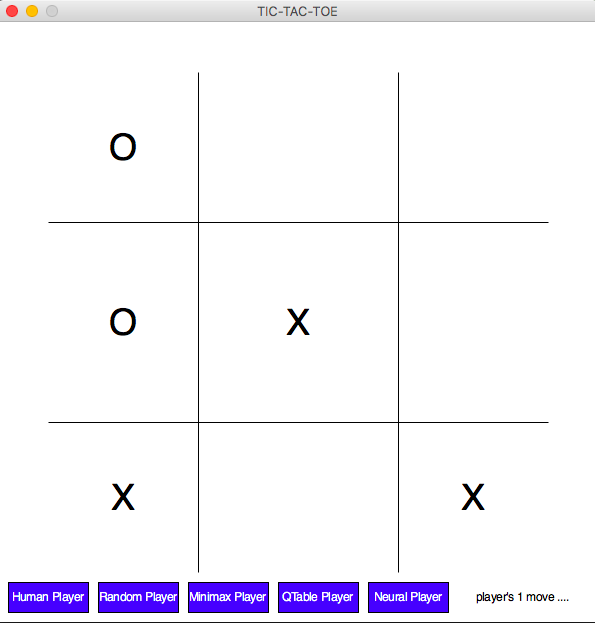 TIC-TAC-TOE
O
O X
X X
Human Player Random Player Minimax Player QTable Player Neural Player player's 1 move ....